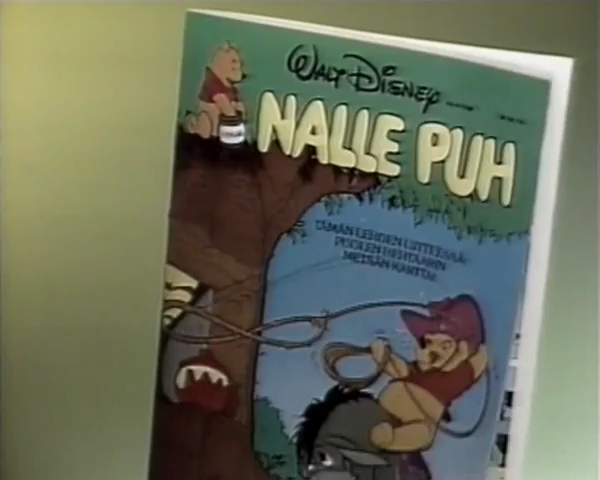 WALT DISNEY
NALLE PUH
TÄMÄN LEHDEN LIITTEENÄ:
PUOLEN HEHTAARIN
METSÄN KARTTA!